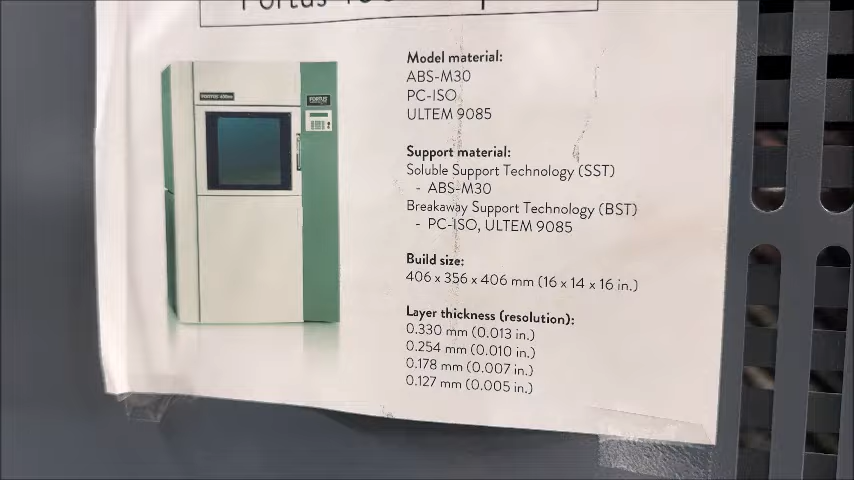 Fortus
Model material:
ABS-M30
PC-ISO
ULTEM 9085
Support material:
Soluble Support Technology (SST)
- ABS-M30
Breakaway Support Technology (BST)
- PC-ISO, ULTEM 9085
Build size:
406 x 356 x 406 mm (16 x 14 x 16 in.)
Layer thickness (resolution):
0.330 mm (0.013 in.)
0.254 mm (0.010 in.)
0.178 mm (0.007 in.)
0.127 mm (0.005 in.)
FORTUS